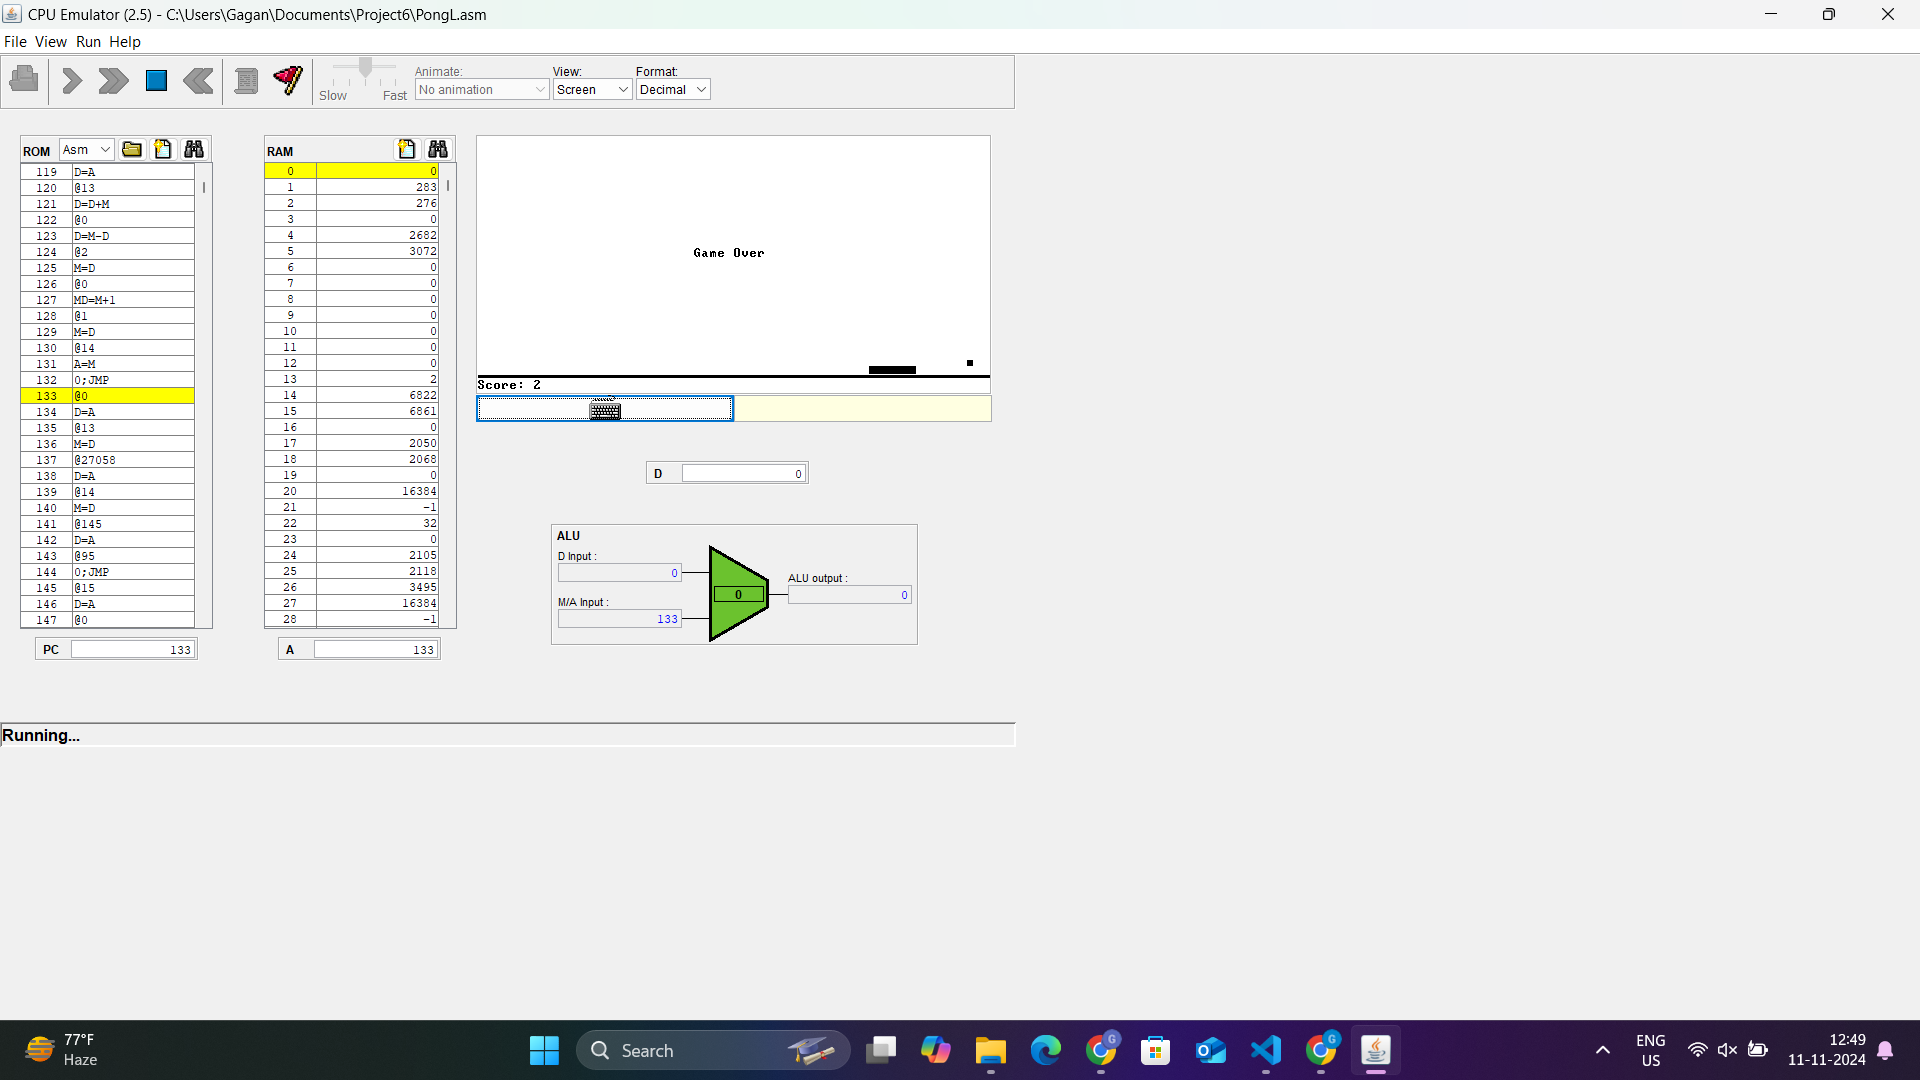 CPU Emulator (2.5) - C:\Users\Gagan\Documents\Project6\PongL.asm
File View Run Help
Slow Fast
Animate:
No animation
View:
Screen
Format:
Decimal
ROM Asm
119 D=A
120 @13
121 D=D+M
122 @0
123 D=M-D
124 @2
125 M=D
126 @0
127 MD=M+1
128 @1
129 M=D
130 @14
131 A=M
132 0;JMP
133 @0
134 D=A
135 @13
136 M=D
137 @27058
138 D=A
139 @14
140 M=D
141 @145
142 D=A
143 @95
144 0;JMP
145 @15
146 D=A
147 @0
PC 133
RAM
0 0
1 283
2 276
3 0
4 2682
5 3072
6 0
7 0
8 0
9 0
10 0
11 0
12 0
13 2
14 6822
15 6861
16 0
17 2050
18 2068
19 0
20 16384
21 -1
22 32
23 0
24 2105
25 2118
26 3495
27 16384
28 -1
A 133
Game Over
Score: 2
D 0
ALU
D Input :
0
M/A Input :
133
0
ALU output :
0
Running...
77°F
Haze
Search
G
G
ENG
US
12:49
11-11-2024